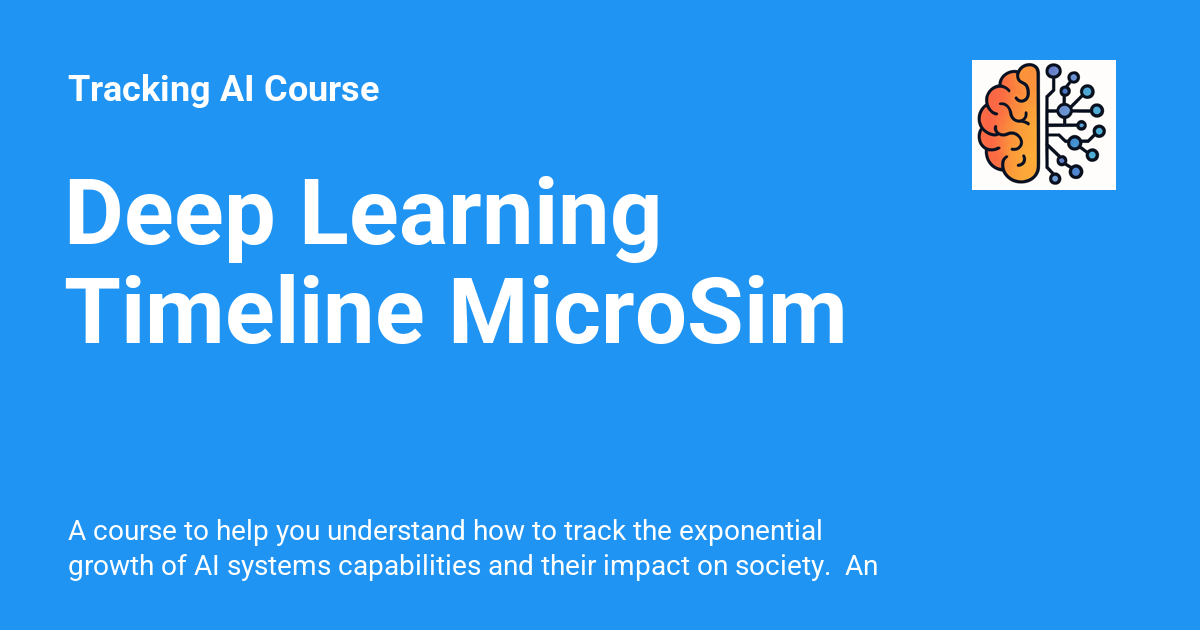 Tracking AI Course
Deep Learning
Timeline MicroSim
A course to help you understand how to track the exponential
growth of AI systems capabilities and their impact on society.  An